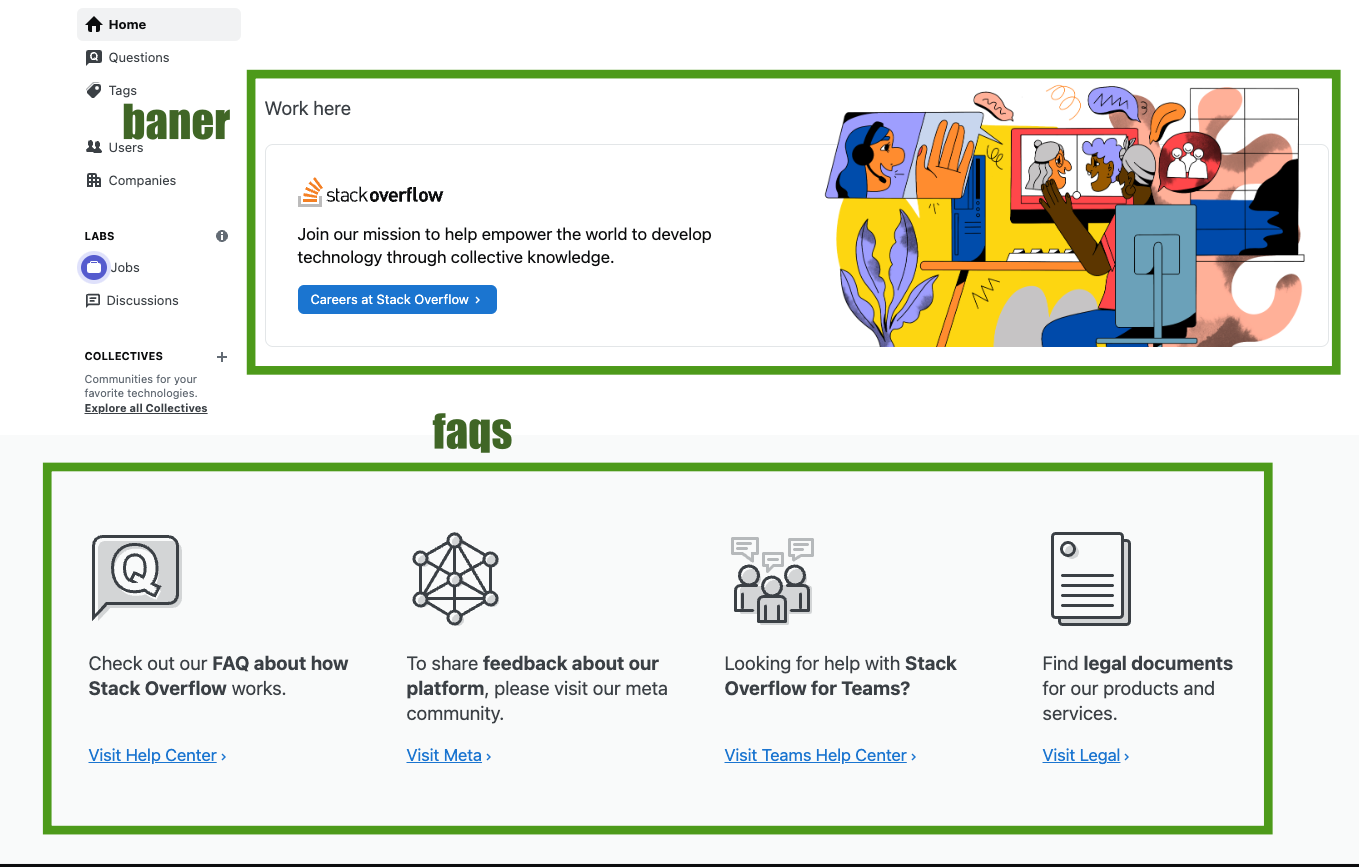 Home
Questions
Tags
baner
Users
Companies
LABS
Jobs
Discussions
COLLECTIVES
Communities for your
favorite technologies.
Explore all Collectives
Work here
stackoverflow
Join our mission to help empower the world to develop
technology through collective knowledge.
Careers at Stack Overflow
faqs
Q
Check out our FAQ about how
Stack Overflow works.
Visit Help Center
To share feedback about our
platform, please visit our meta
community.
Visit Meta
Looking for help with Stack
Overflow for Teams?
Visit Teams Help Center
Find legal documents
for our products and
services.
Visit Legal